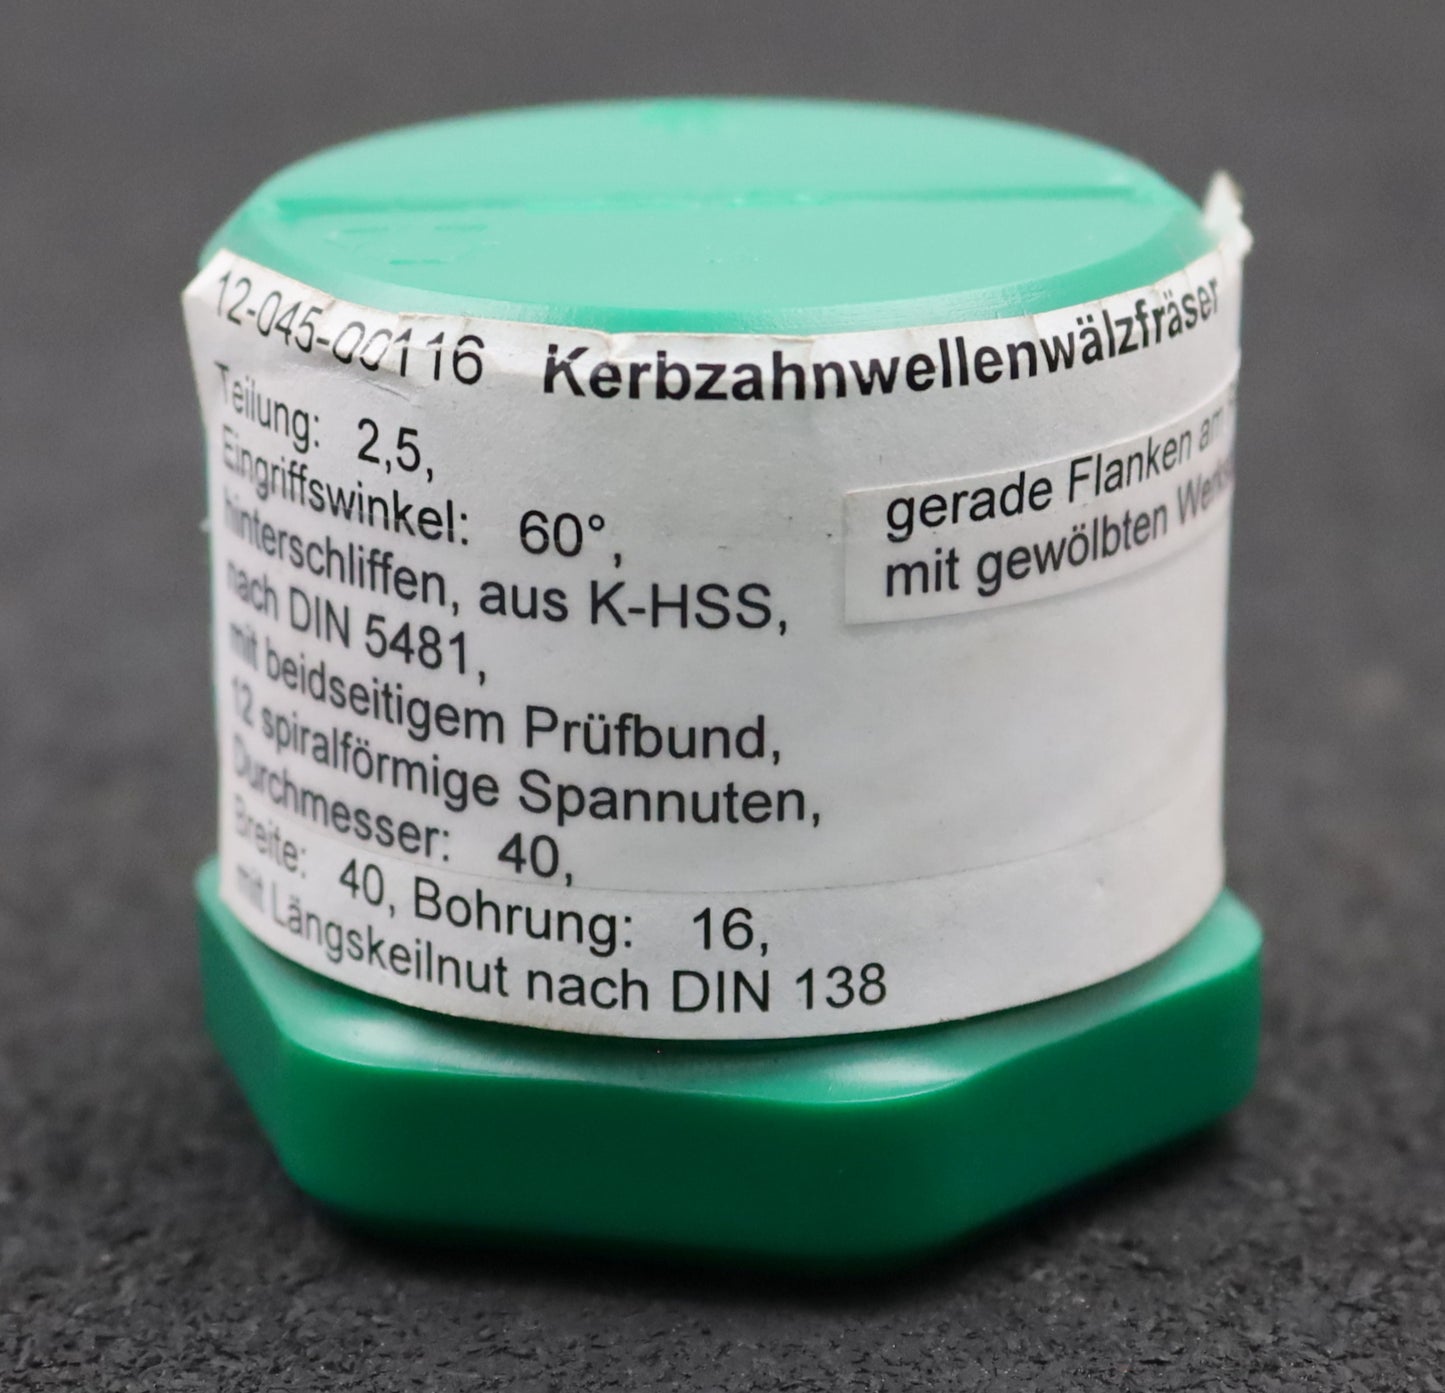 12-045-00116 Kerbzahnwellenwälzfräser
Teilung: 2,5,
Eingriffswinkel: 60°,
hinterschliffen, aus K-HSS,
nach DIN 5481,
mit beidseitigem Prüfbund,
12 spiralförmige Spannuten,
Durchmesser: 40,
Breite: 40, Bohrung: 16,
mit Längskeilnut nach DIN 138
gerade Flanken am
mit gewölbten